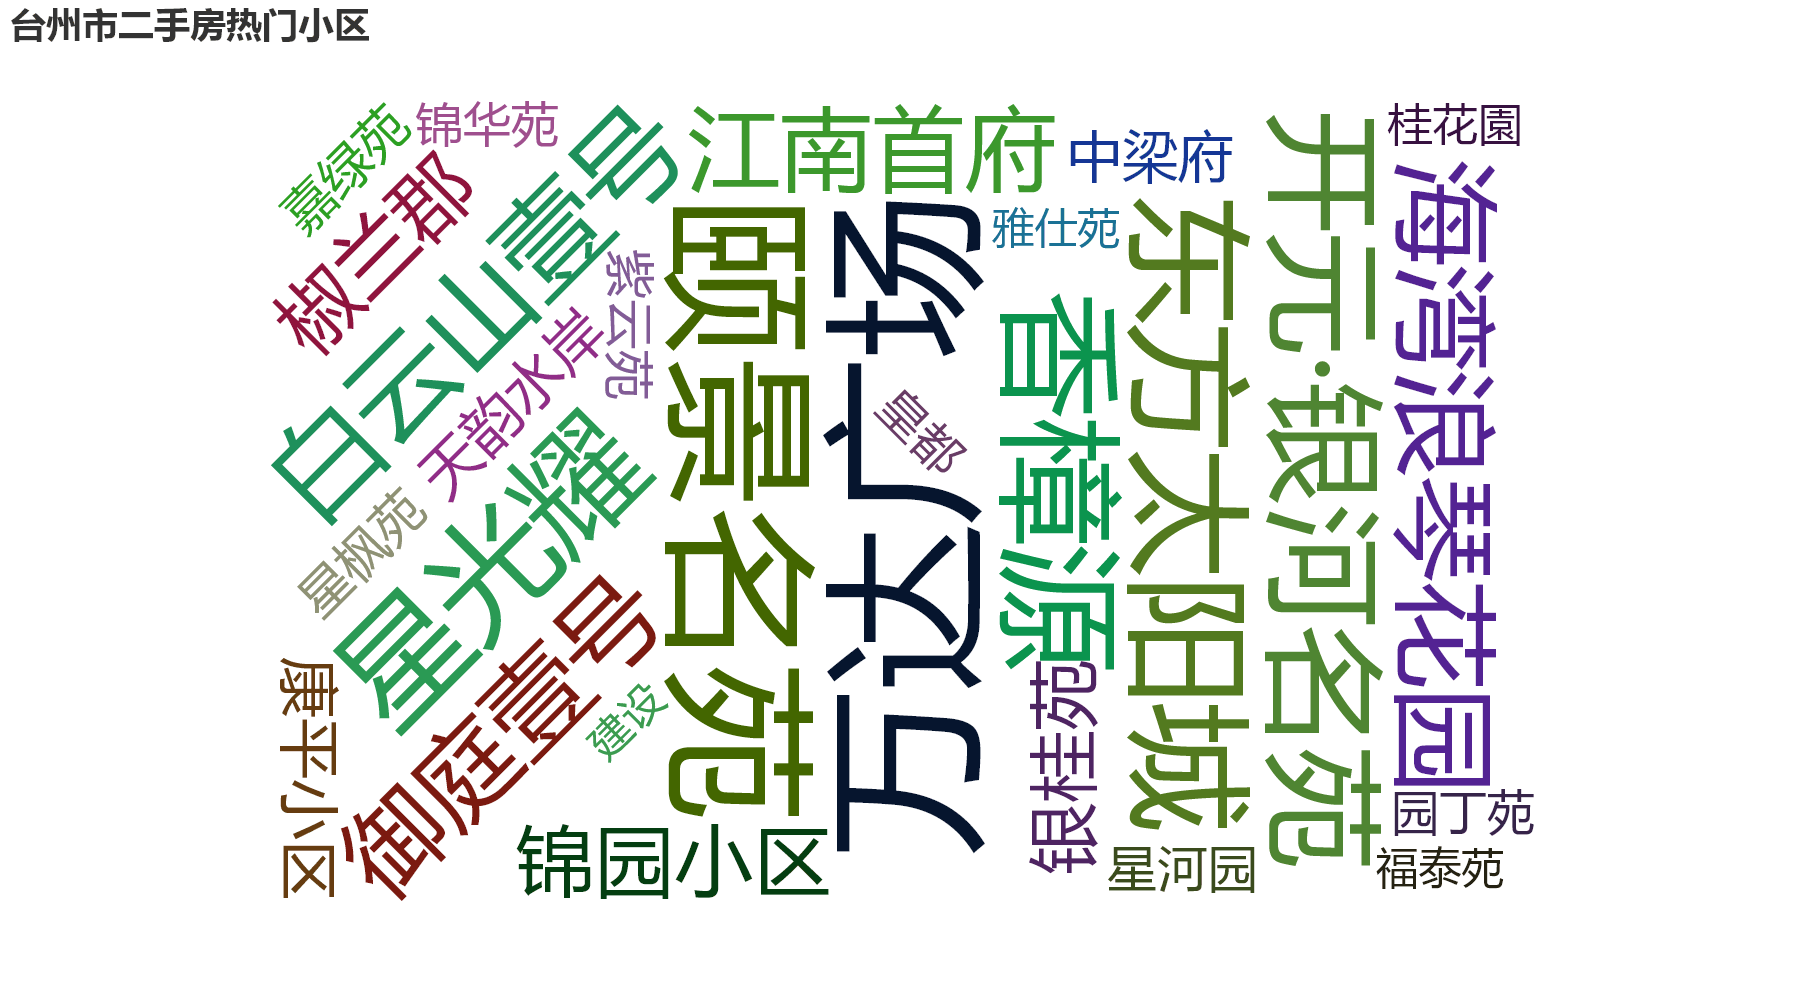 台州市二手房热门小区
嘉绿苑
锦华苑
江南首府
中梁府
桂花園
椒兰郡
白云山壹号
颐景名苑
万达广场
雅仕苑
东方太阳城
开元·银河名苑
海湾浪琴花园
紫云苑
天韵水岸
香樟源
皇都
星光耀
星枫苑
御庭壹号
康平小区
建设
银桂苑
锦园小区
星河园
园丁苑
福泰苑